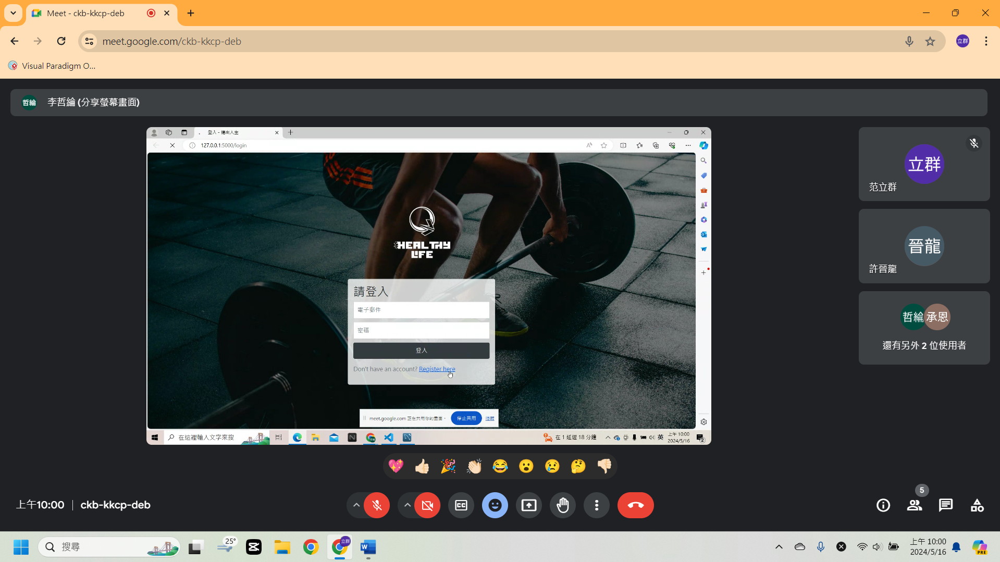 Meet - ckb-kkcp-deb
meet.google.com/ckb-kkcp-deb
立群
Visual Paradigm O...
哲綸
李哲綸 (分享螢幕畫面)
登入 - 健出人生
127.0.0.1:5000/login
HEALTHY
LIFE
請登入
電子郵件
密碼
登入
Don't have an account? Register here
meet.google.com 正在共用你的畫面。
停止共用
隱藏
在這裡輸入文字來搜
在 1 延遲 18 分鐘
英
上午 10:00
2024/5/16
2
立群
范立群
晉龍
許晉龍
哲綸
承恩
還有另外 2 位使用者
上午10:00
ckb-kkcp-deb
CC
5
搜尋
25°
立群
W
上午 10:00
2024/5/16
PRE